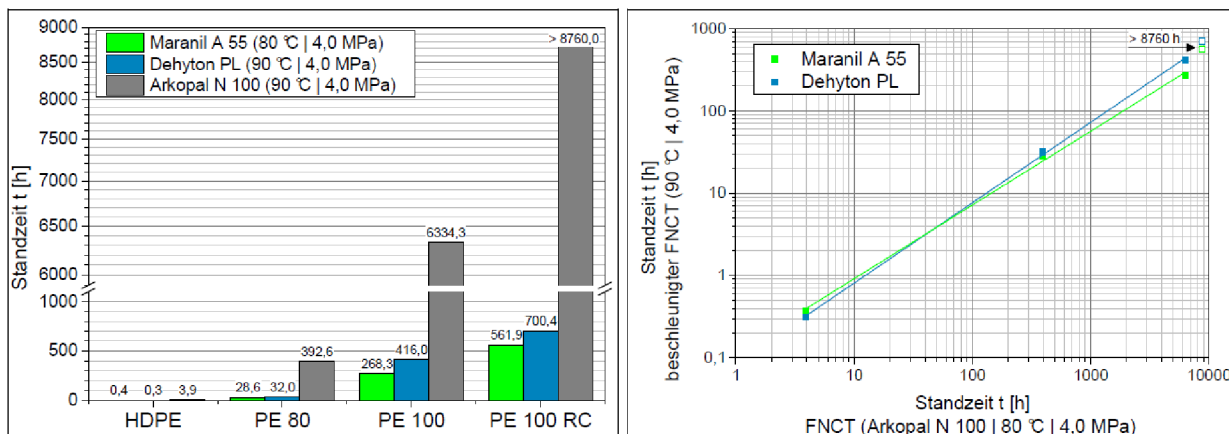 9000
8500
8000
7500
7000
6500
6000
1000
500
0
Standzeit t [h]
Maranil A 55 (80 °C | 4,0 MPa)
Dehyton PL (90 °C | 4,0 MPa)
Arkopal N 100 (90 °C | 4,0 MPa)
> 8760,0
6334,3
0,4
0,3
3,9
28,6
32,0
392,6
268,3
416,0
561,9
700,4
HDPE
PE 80
PE 100
PE 100 RC
Standzeit t [h]
beschleunigter FNCT (90 °C | 4,0 MPa)
1000
100
10
1
0,1
Maranil A 55
Dehyton PL
> 8760 h
1
10
100
1000
10000
Standzeit t [h]
FNCT (Arkopal N 100 | 80 °C | 4,0 MPa)